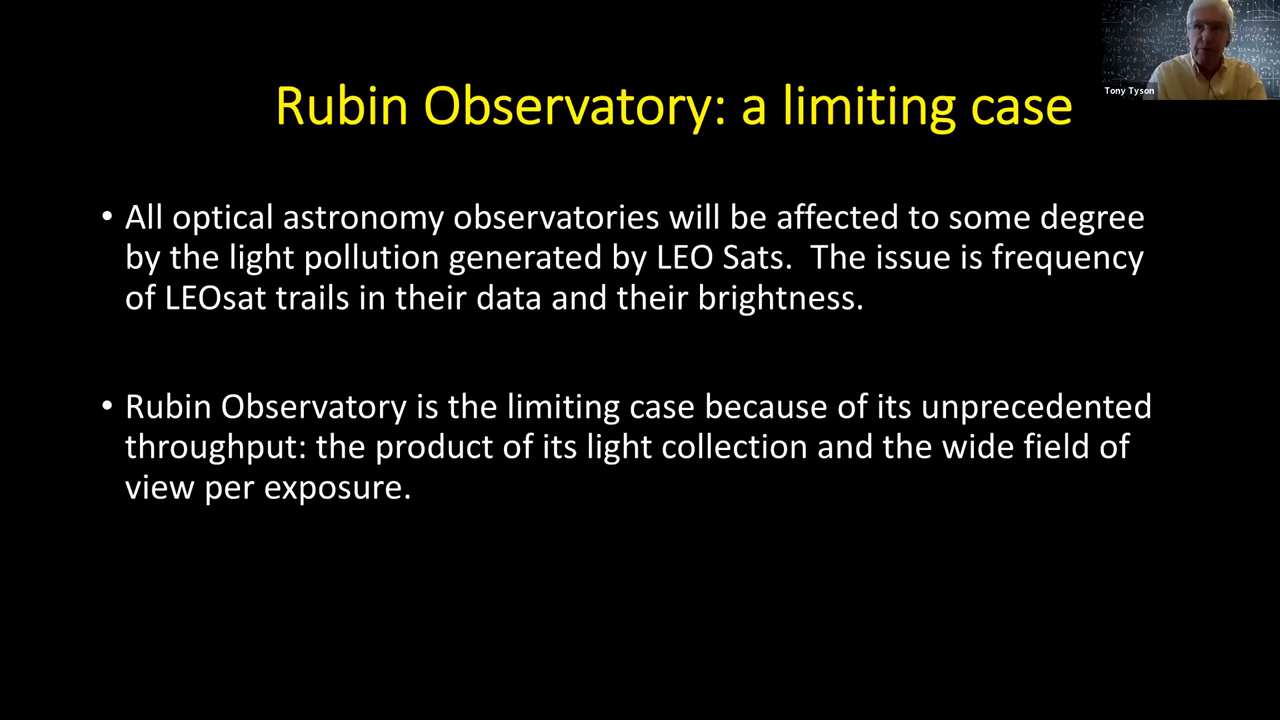 Tony Tyson
Rubin Observatory: a limiting case
• All optical astronomy observatories will be affected to some degree
by the light pollution generated by LEO Sats.  The issue is frequency
of LEOsat trails in their data and their brightness.
• Rubin Observatory is the limiting case because of its unprecedented
throughput: the product of its light collection and the wide field of
view per exposure.